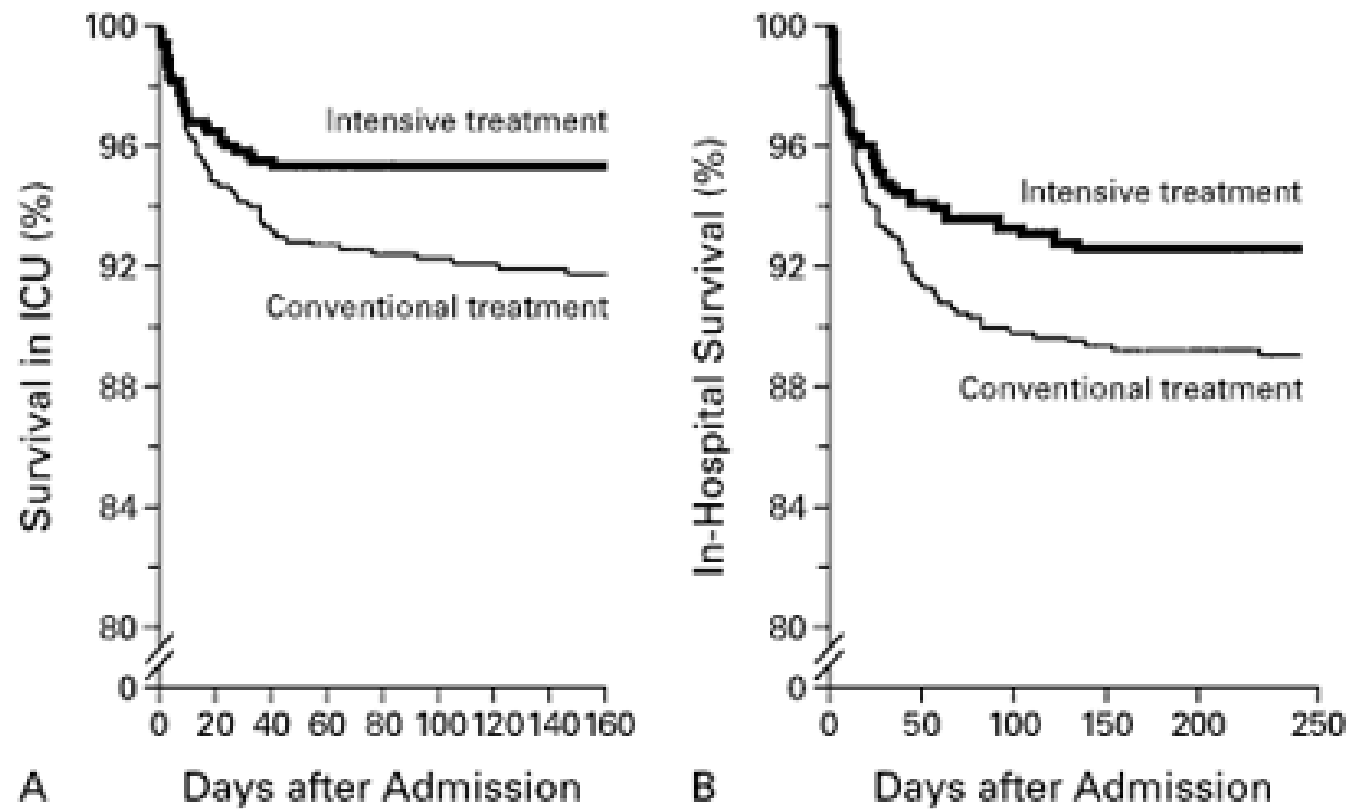 Survival in ICU (%)
100
96
92
88
84
80
0
Intensive treatment
Conventional treatment
0 20 40 60 80 100 120 140 160
A Days after Admission
In-Hospital Survival (%)
100
96
92
88
84
80
0
Intensive treatment
Conventional treatment
0 50 100 150 200 250
B Days after Admission